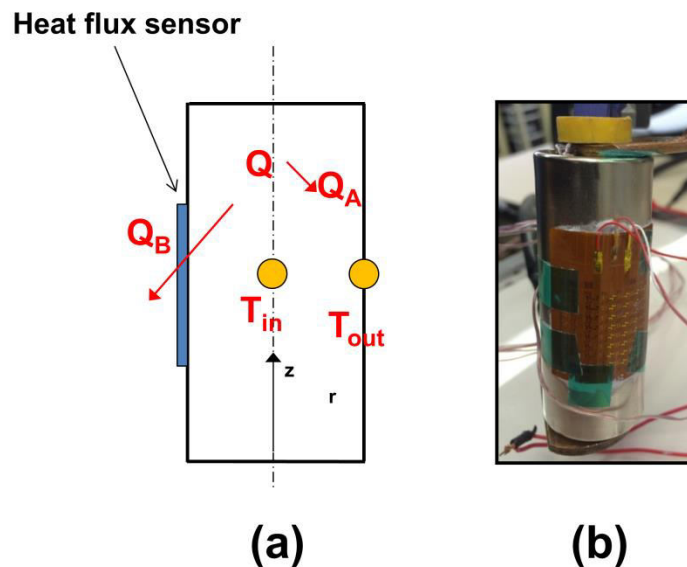 Heat flux sensor
Q
Q_A
Q_B
T_in
T_out
z
r
(a)
(b)